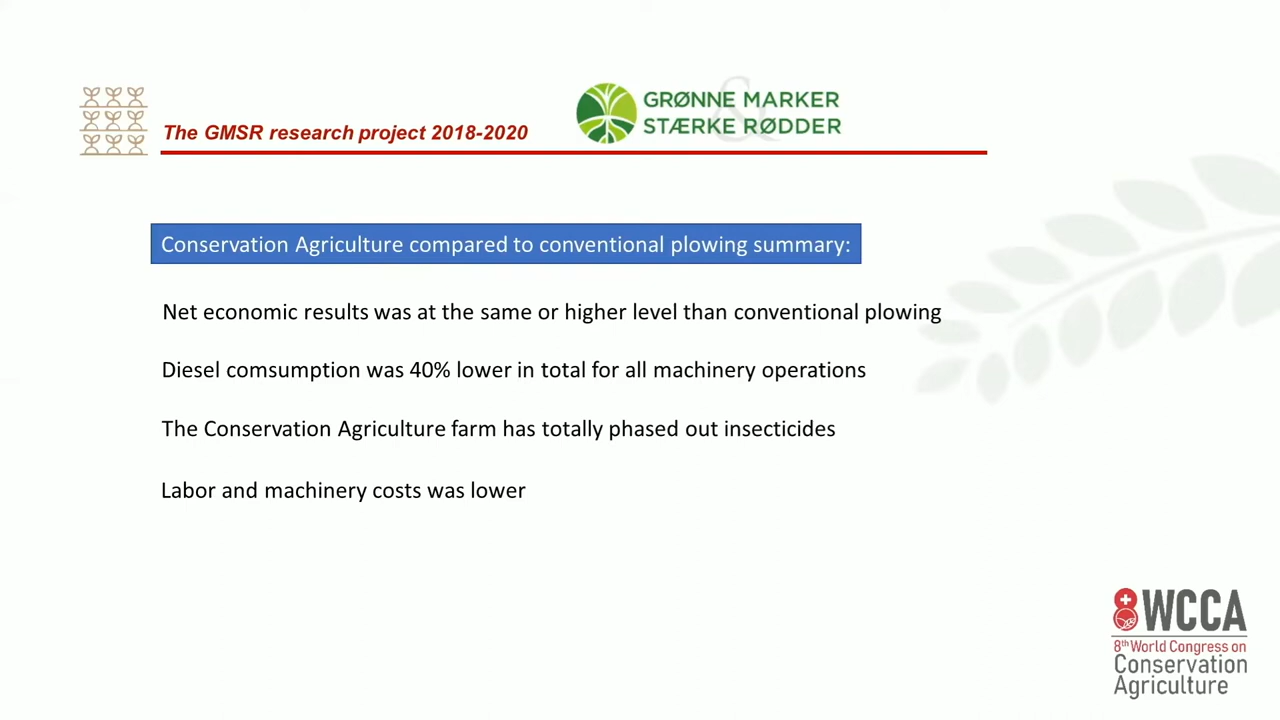 The GMSR research project 2018-2020
&
GRØNNE MARKER
STÆRKE RØDDER
Conservation Agriculture compared to conventional plowing summary:
Net economic results was at the same or higher level than conventional plowing
Diesel comsumption was 40% lower in total for all machinery operations
The Conservation Agriculture farm has totally phased out insecticides
Labor and machinery costs was lower
8 WCCA
8th World Congress on
Conservation
Agriculture